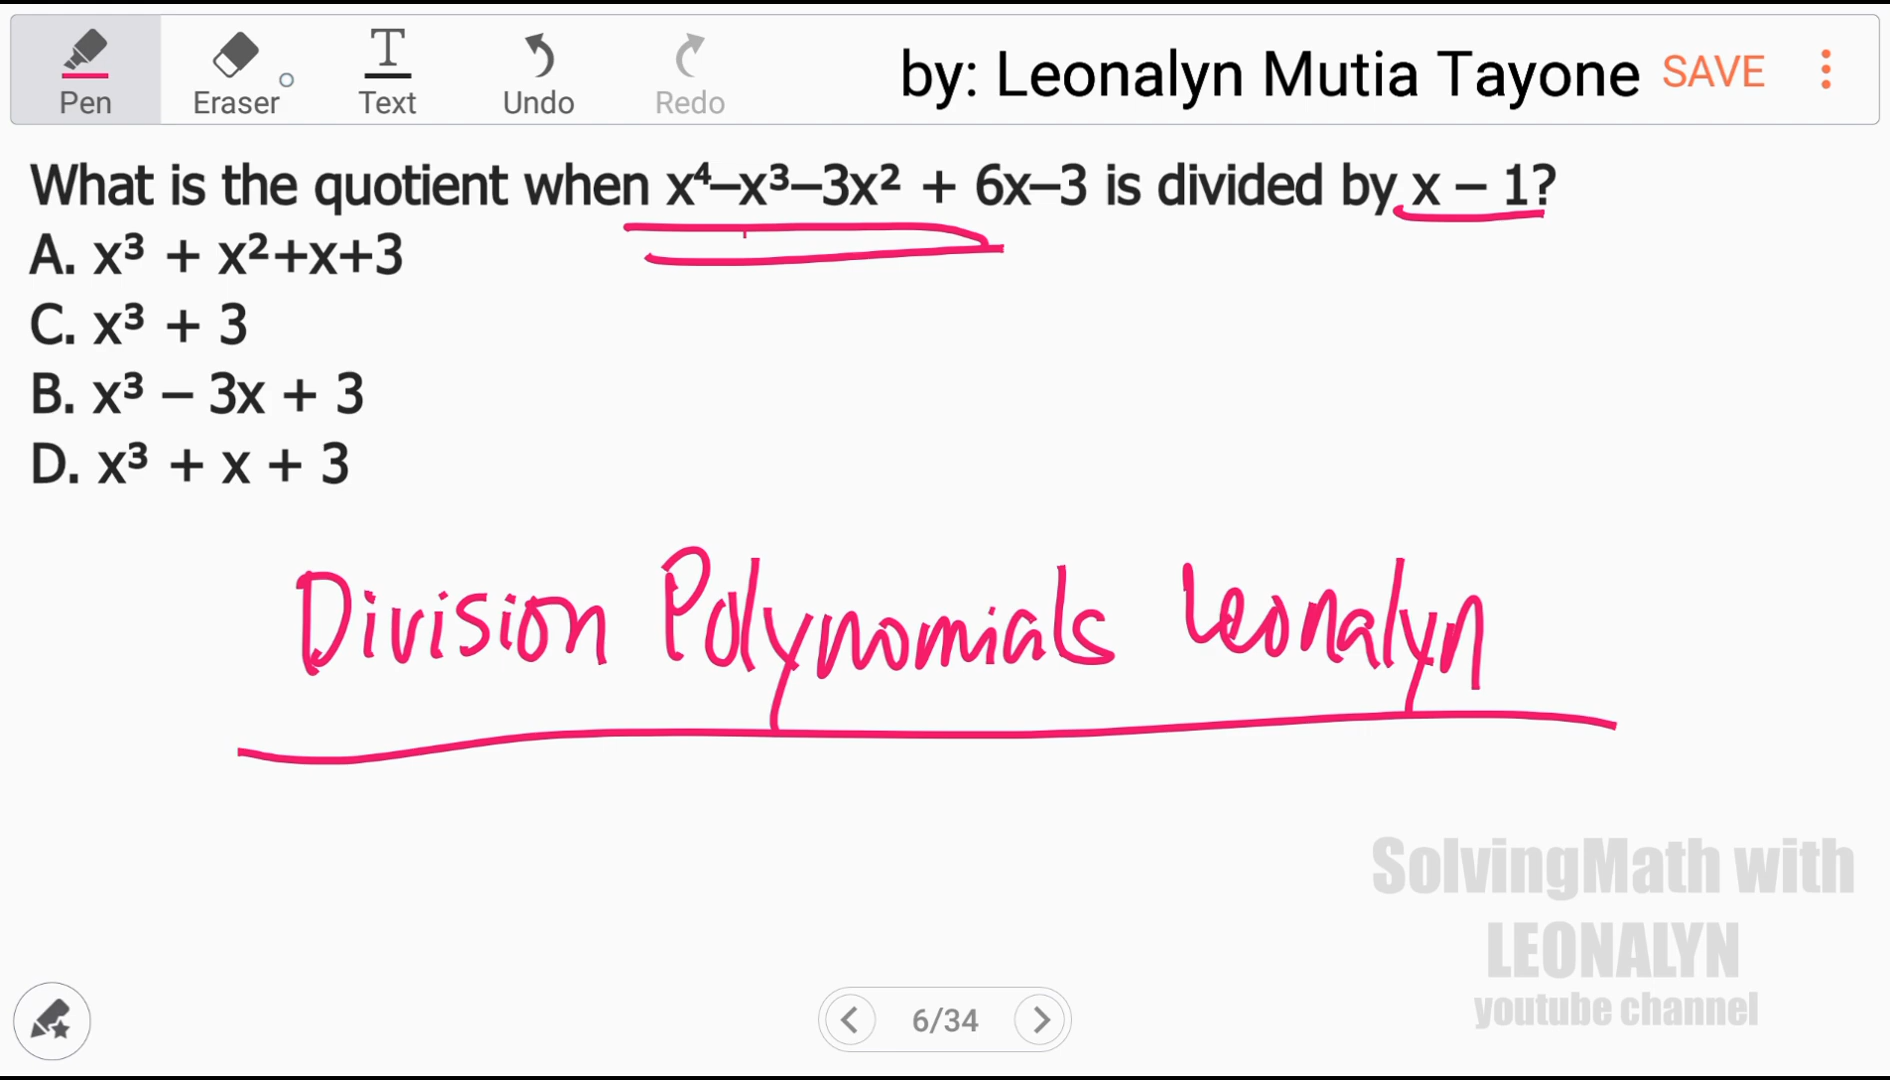 Pen Eraser Text Undo Redo by: Leonalyn Mutia Tayone SAVE
What is the quotient when x⁴–x³–3x² + 6x–3 is divided by x – 1?
A. x³ + x²+x+3
C. x³ + 3
B. x³ – 3x + 3
D. x³ + x + 3
Division Polynomials Leonalyn
SolvingMath with
LEONALYN
youtube channel
6/34